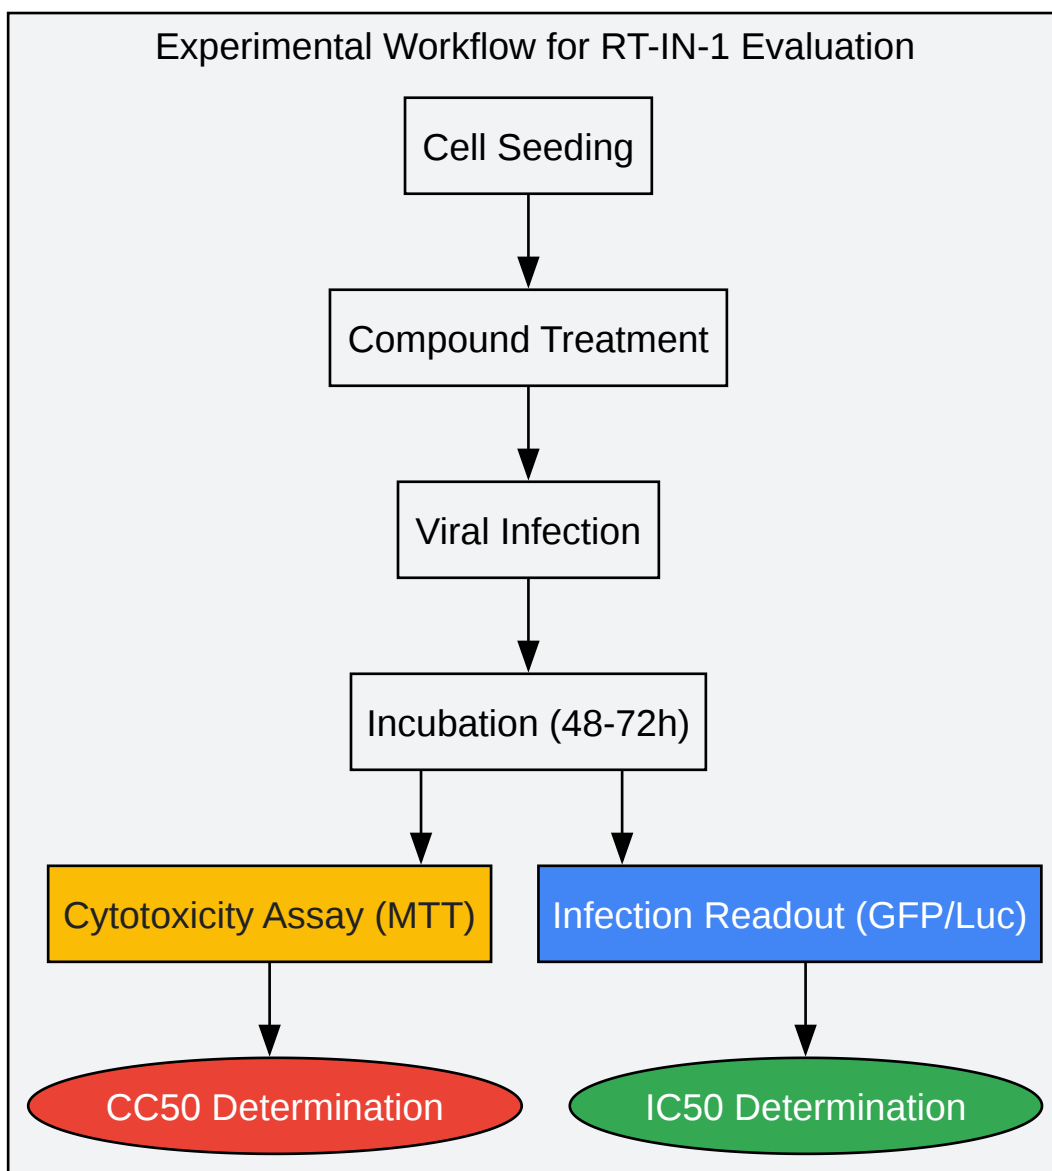 Experimental Workflow for RT-IN-1 Evaluation
Cell Seeding
Compound Treatment
Viral Infection
Incubation (48-72h)
Cytotoxicity Assay (MTT)
Infection Readout (GFP/Luc)
CC50 Determination
IC50 Determination